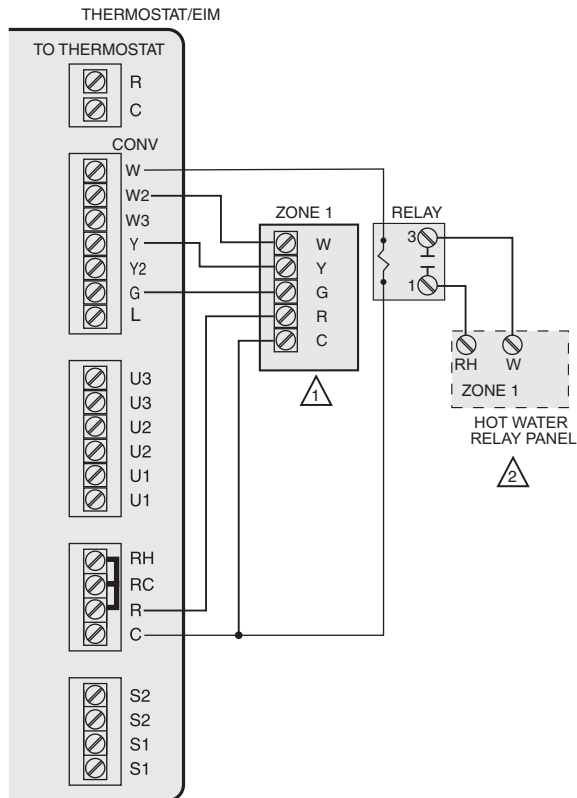 THERMOSTAT/EIM
TO THERMOSTAT
R
C
CONV
W
W2
W3
Y
Y2
G
L
U3
U3
U2
U2
U1
U1
RH
RC
R
C
S2
S2
S1
S1
ZONE 1
W
Y
G
R
C
1
RELAY
3
1
RH W
ZONE 1
HOT WATER
RELAY PANEL
2